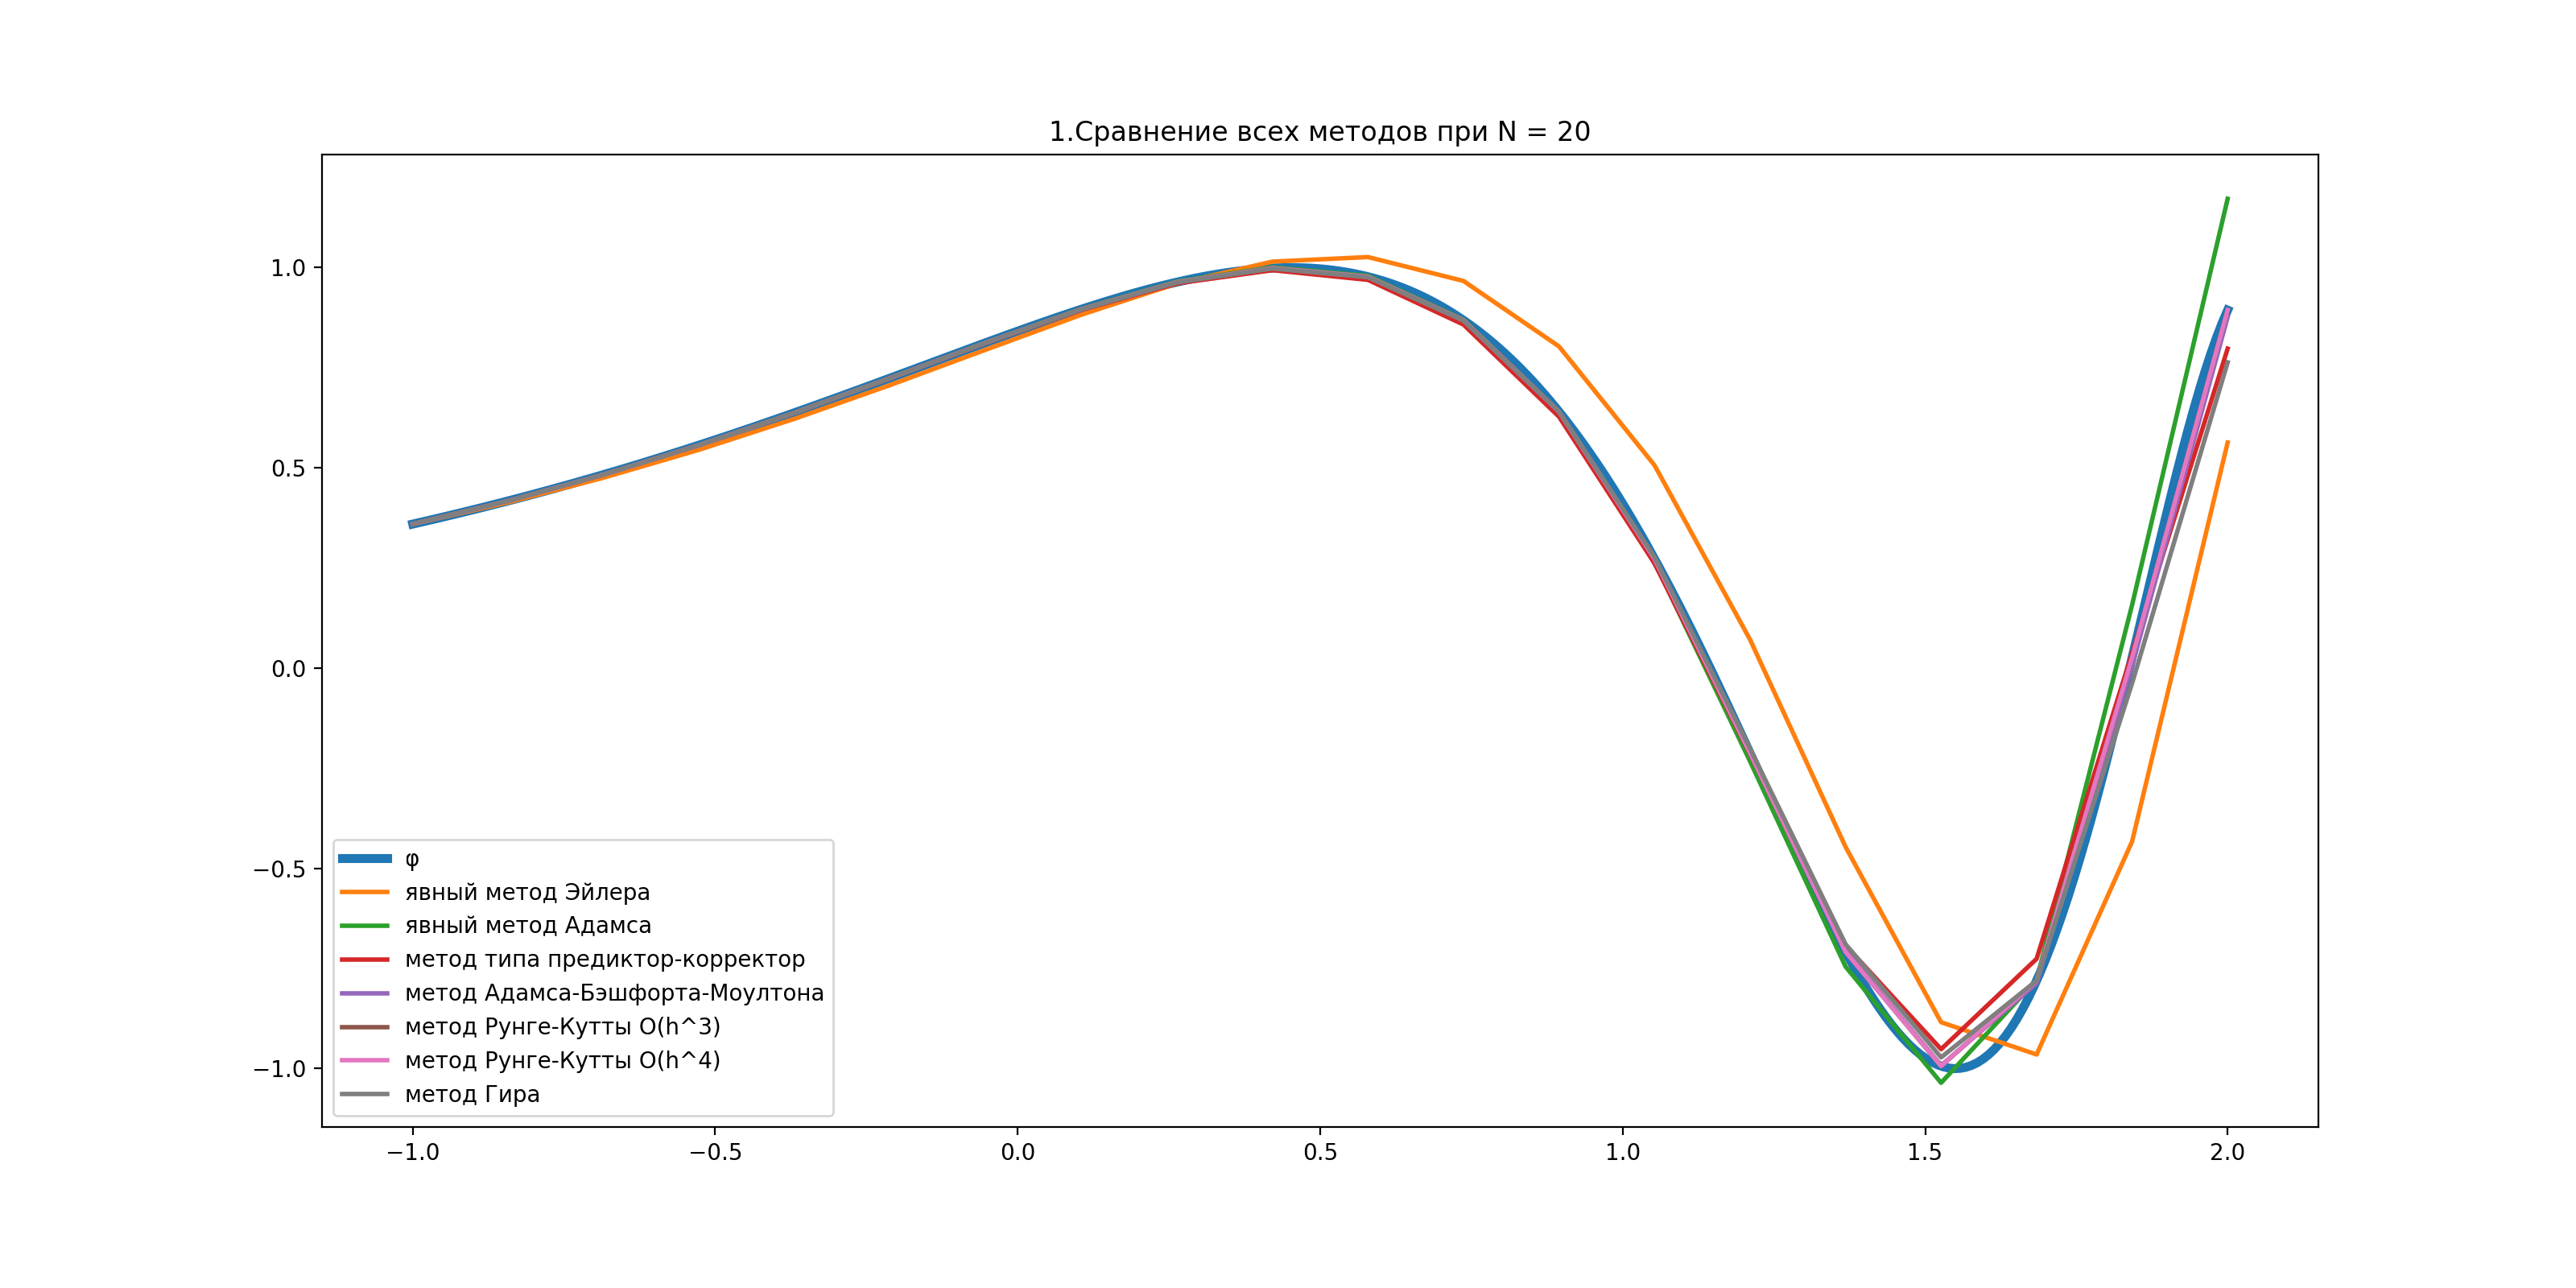 1.Сравнение всех методов при N = 20
1.0
0.5
0.0
−0.5
−1.0
φ
явный метод Эйлера
явный метод Адамса
метод типа предиктор-корректор
метод Адамса-Бэшфорта-Моултона
метод Рунге-Кутты O(h^3)
метод Рунге-Кутты O(h^4)
метод Гира
−1.0 −0.5 0.0 0.5 1.0 1.5 2.0